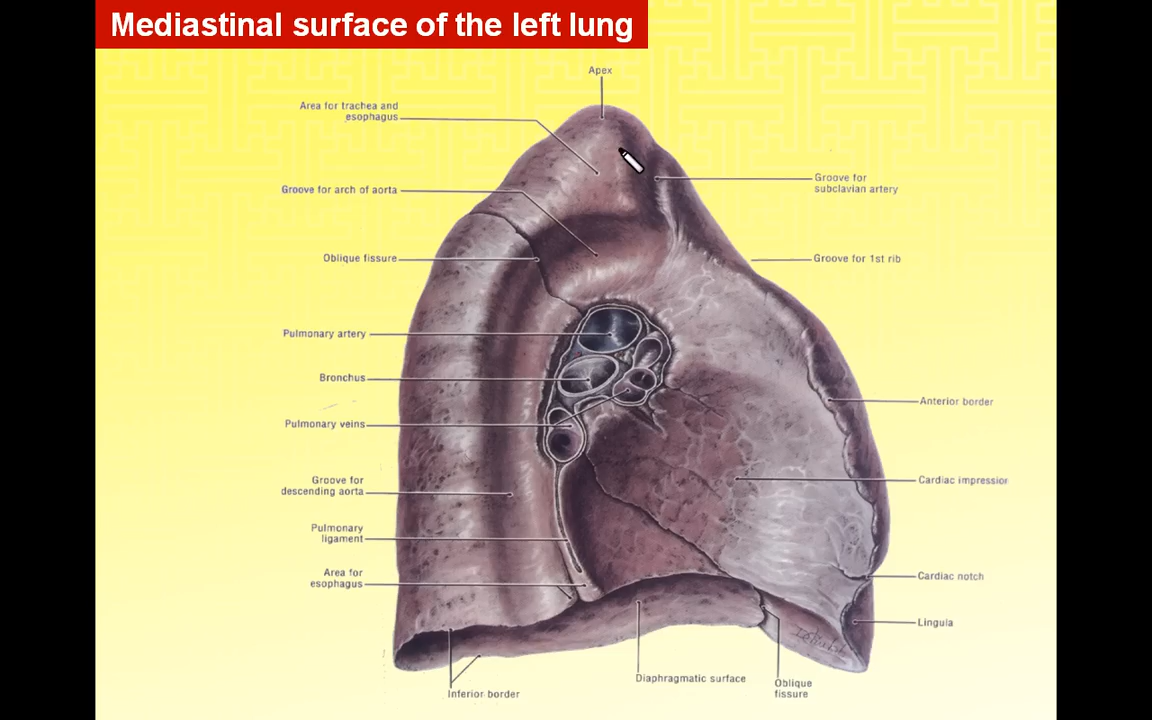 Mediastinal surface of the left lung
Apex
Area for trachea and
esophagus
Groove for
subclavian artery
Groove for arch of aorta
Oblique fissure
Groove for 1st rib
Pulmonary artery
Bronchus
Anterior border
Pulmonary veins
Groove for
descending aorta
Cardiac impression
Pulmonary
ligament
Area for
esophagus
Cardiac notch
Lingula
Diaphragmatic surface
Oblique
fissure
Inferior border